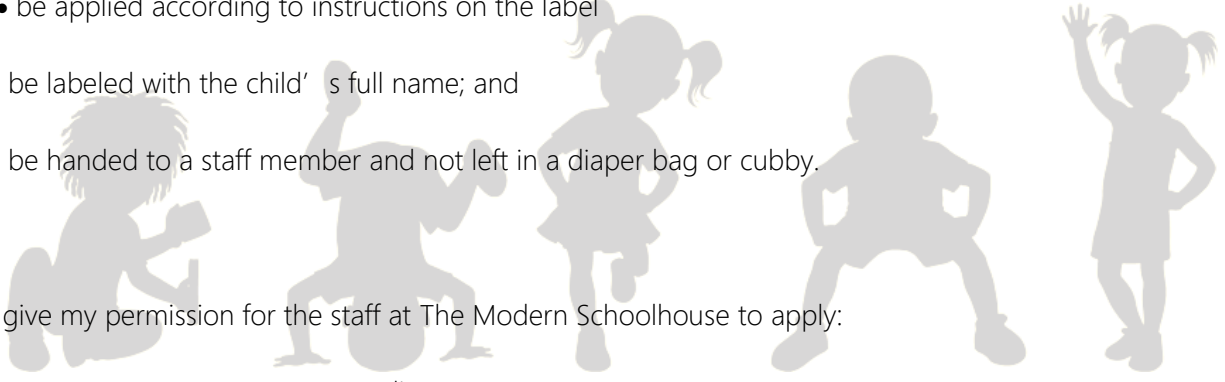 • be applied according to instructions on the label
be labeled with the child’ s full name; and
be handed to a staff member and not left in a diaper bag or cubby.
give my permission for the staff at The Modern Schoolhouse to apply: